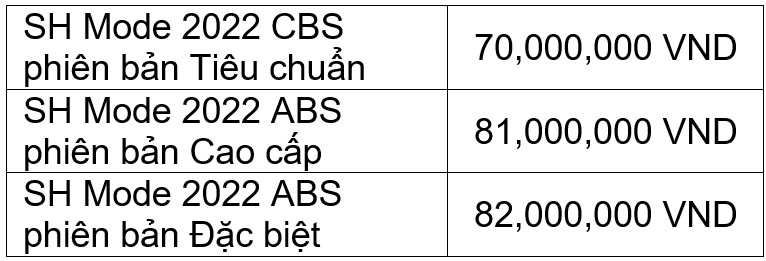 SH Mode 2022 CBS
phiên bản Tiêu chuẩn
70,000,000 VND
SH Mode 2022 ABS
phiên bản Cao cấp
81,000,000 VND
SH Mode 2022 ABS
phiên bản Đặc biệt
82,000,000 VND